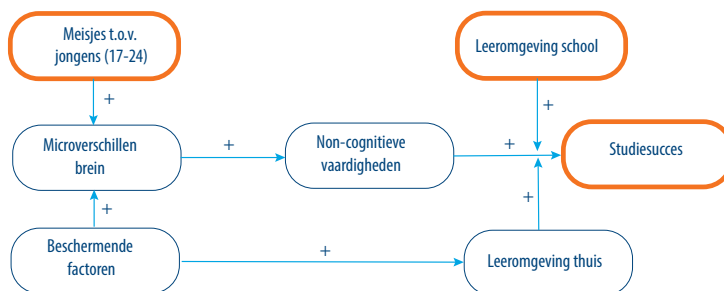 Meisjes t.o.v.
jongens (17-24)
Leeromgeving school
+
+
Microverschillen
brein
+
Non-cognitieve
vaardigheden
+
+
Studiesucces
+
+
Beschermende
factoren
+
Leeromgeving thuis